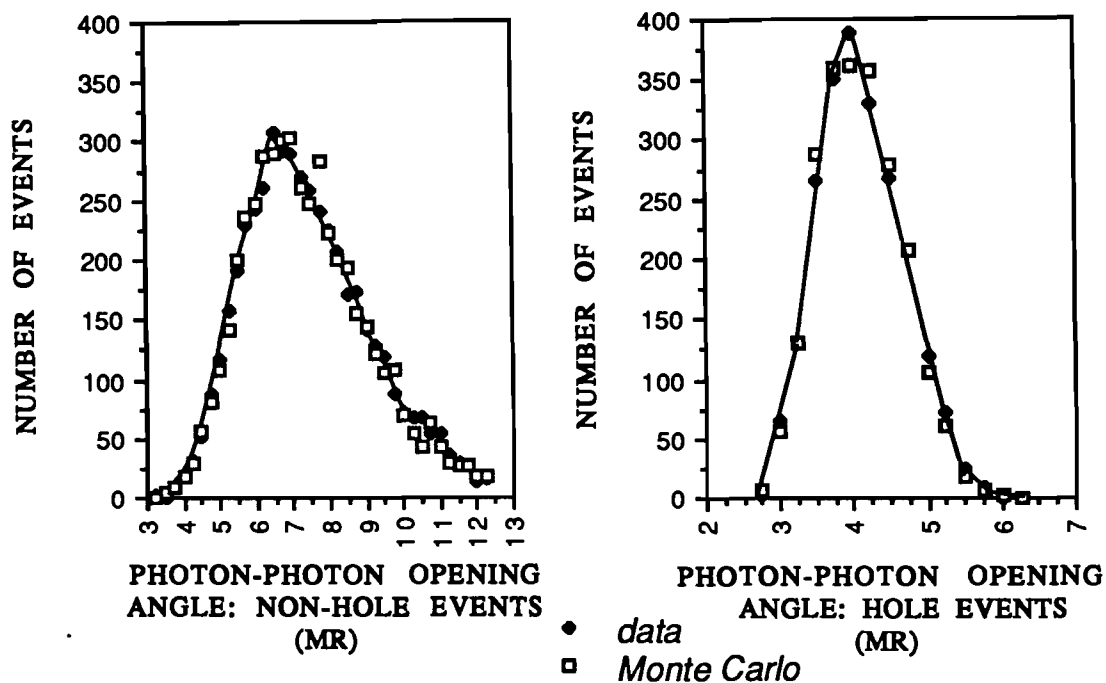 NUMBER OF EVENTS
400
350
300
250
200
150
100
50
0
3 4 5 6 7 8 9 10 11 12 13
PHOTON-PHOTON OPENING
ANGLE: NON-HOLE EVENTS
(MR)
NUMBER OF EVENTS
400
350
300
250
200
150
100
50
0
2 3 4 5 6 7
PHOTON-PHOTON OPENING
ANGLE: HOLE EVENTS
(MR)
data
Monte Carlo